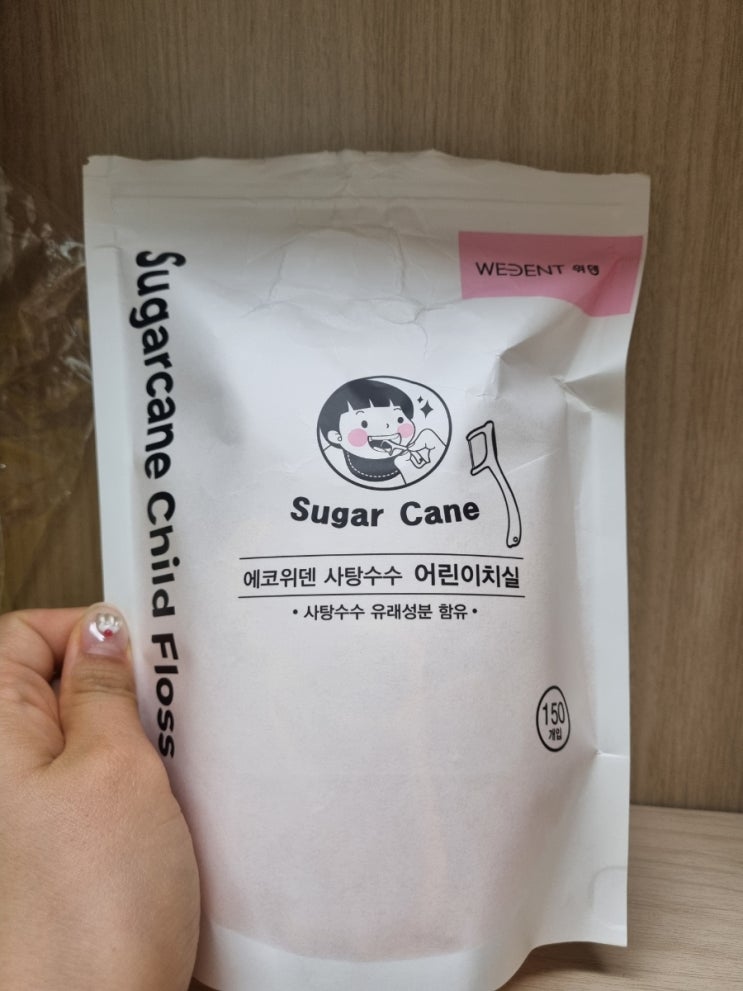 WEDENT 위덴
Sugarcane Child Floss
Sugar Cane
에코위덴 사탕수수 어린이치실
• 사탕수수 유래성분 함유 •
150
개입